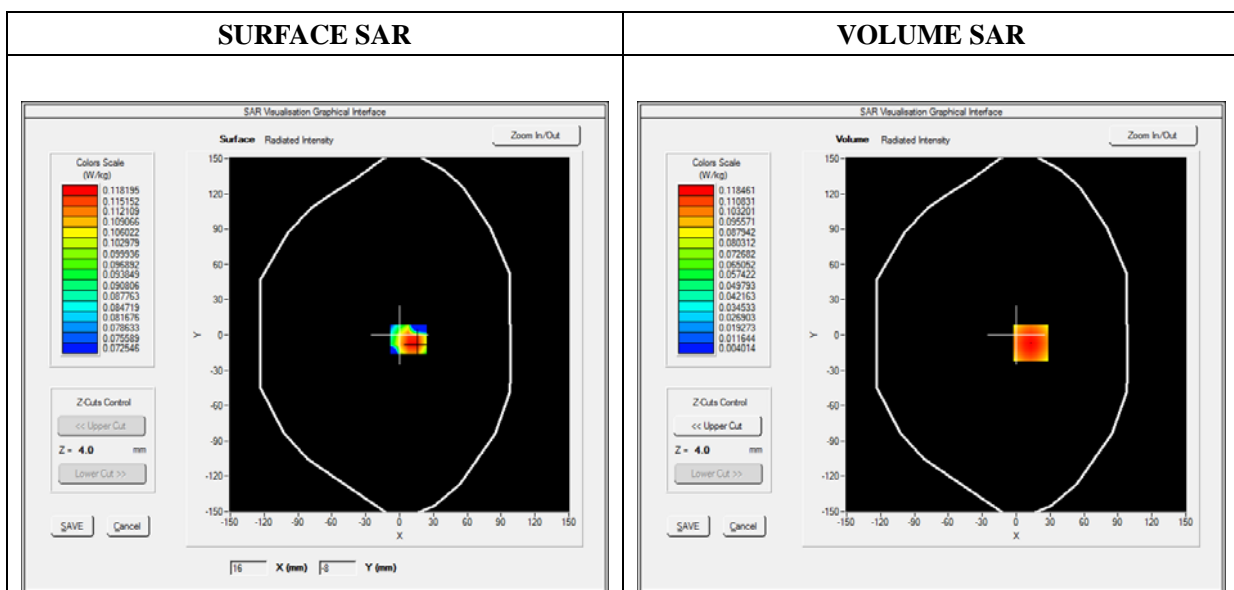 SURFACE SAR
VOLUME SAR
SAR Visualisation Graphical Interface
Surface Radiated Intensity
Zoom In/Out
Colors Scale
(W/kg)
0.118195
0.115152
0.112109
0.109066
0.106022
0.102979
0.099936
0.096892
0.093849
0.090806
0.087763
0.084719
0.081676
0.078633
0.075589
0.072546
Z-Cuts Control
<< Upper Cut
Z = 4.0 mm
Lower Cut >>
SAVE Cancel
150
120
90
60
30
0
-30
-60
-90
-120
-150
Y
-150 -120 -90 -60 -30 0 30 60 90 120 150
X
16 X (mm) -8 Y (mm)
SAR Visualisation Graphical Interface
Volume Radiated Intensity
Zoom In/Out
Colors Scale
(W/kg)
0.118461
0.110831
0.103201
0.095571
0.087942
0.080312
0.072682
0.065052
0.057422
0.049793
0.042163
0.034533
0.026903
0.019273
0.011644
0.004014
Z-Cuts Control
<< Upper Cut
Z = 4.0 mm
Lower Cut >>
SAVE Cancel
150
120
90
60
30
0
-30
-60
-90
-120
-150
Y
-150 -120 -90 -60 -30 0 30 60 90 120 150
X